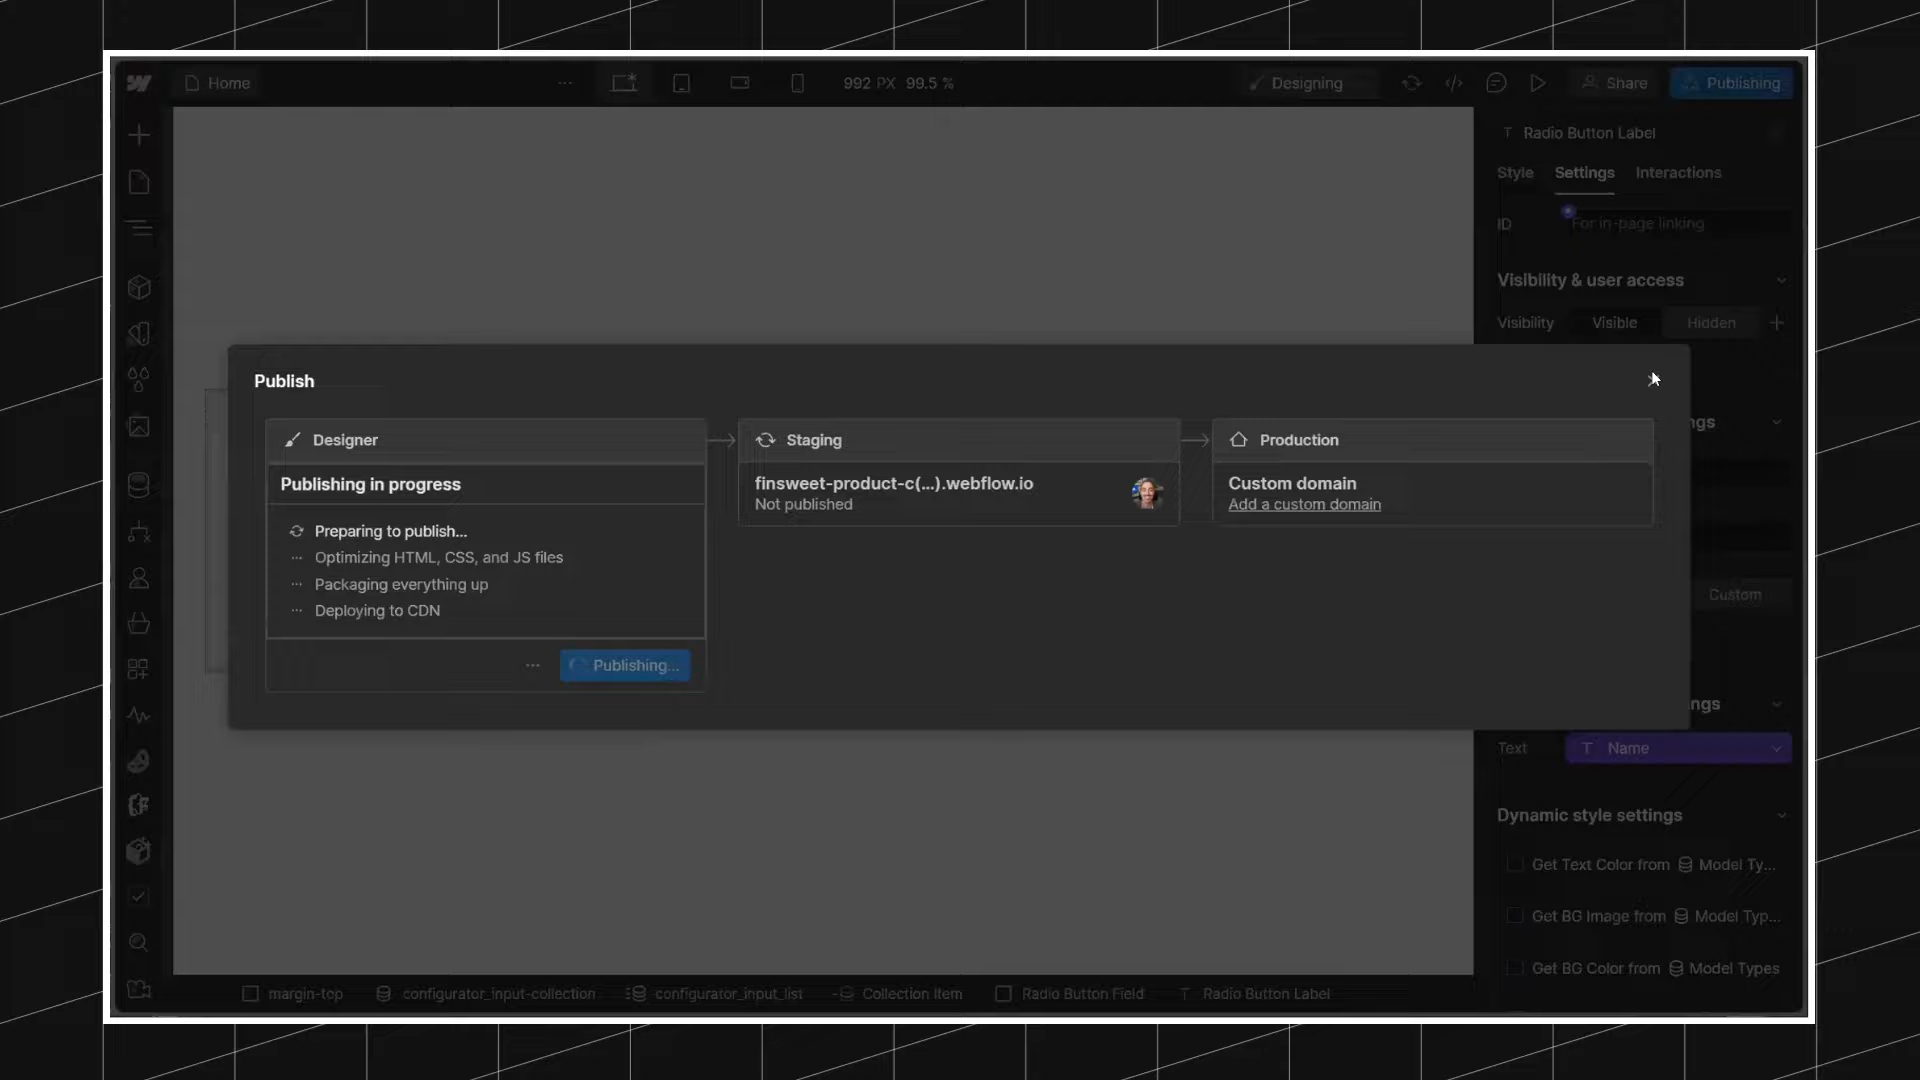 Home
992 PX 99.5 %
Designing
Share
Publishing
Radio Button Label
Style Settings Interactions
ID
For in-page linking
Visibility & user access
Visibility Visible Hidden
Publish
Designer
Publishing in progress
Preparing to publish...
Optimizing HTML, CSS, and JS files
Packaging everything up
Deploying to CDN
Publishing...
Staging
finsweet-product-c(...).webflow.io
Not published
Production
Custom domain
Add a custom domain
ngs
Custom
ngs
Text Name
Dynamic style settings
Get Text Color from Model Ty...
Get BG Image from Model Typ...
Get BG Color from Model Types
margin-top configurator_input-collection configurator_input_list Collection Item Radio Button Field Radio Button Label